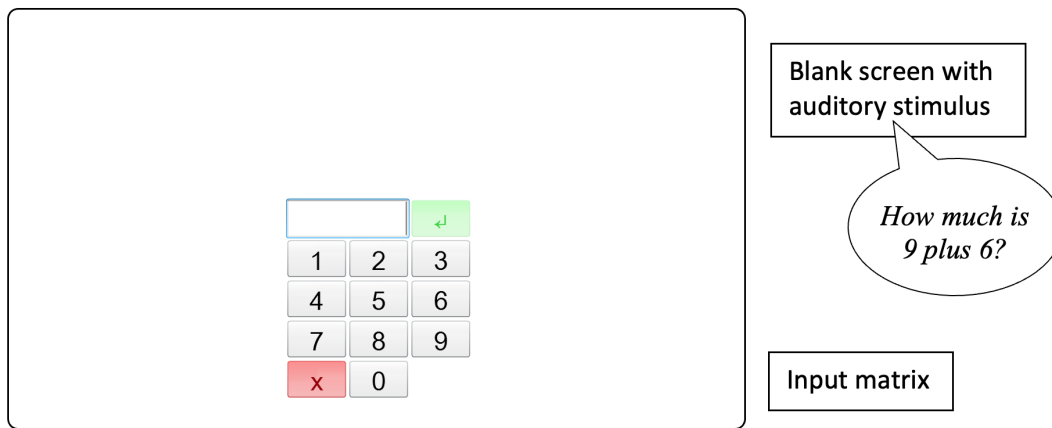 Blank screen with
auditory stimulus
How much is
9 plus 6?
↵
1 2 3
4 5 6
7 8 9
x 0
Input matrix